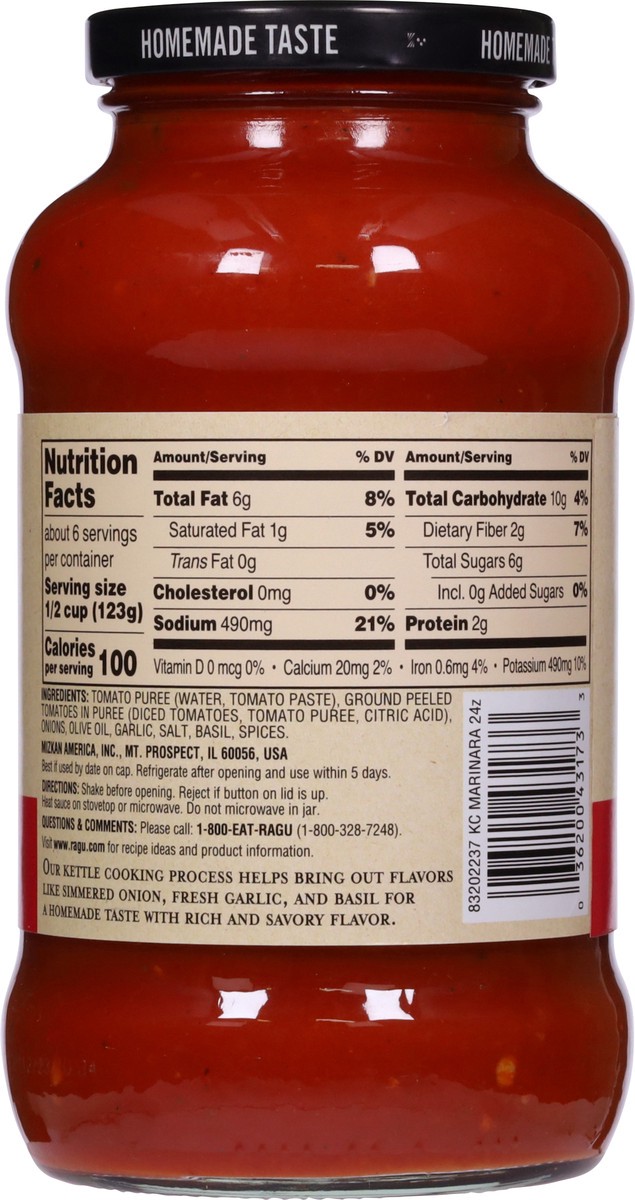 HOMEMADE TASTE HOMEMADE
Nutrition
Facts
about 6 servings
per container
Serving size
1/2 cup (123g)
Calories
per serving 100
Amount/Serving % DV
Total Fat 6g 8%
Saturated Fat 1g 5%
Trans Fat 0g
Cholesterol 0mg 0%
Sodium 490mg 21%
Amount/Serving % DV
Total Carbohydrate 10g 4%
Dietary Fiber 2g 7%
Total Sugars 6g
Incl. 0g Added Sugars 0%
Protein 2g
Vitamin D 0 mcg 0% • Calcium 20mg 2% • Iron 0.6mg 4% • Potassium 490mg 10%
INGREDIENTS: TOMATO PUREE (WATER, TOMATO PASTE), GROUND PEELED
TOMATOES IN PUREE (DICED TOMATOES, TOMATO PUREE, CITRIC ACID),
ONIONS, OLIVE OIL, GARLIC, SALT, BASIL, SPICES.
MIZKAN AMERICA, INC., MT. PROSPECT, IL 60056, USA
Best if used by date on cap. Refrigerate after opening and use within 5 days.
DIRECTIONS: Shake before opening. Reject if button on lid is up.
Heat sauce on stovetop or microwave. Do not microwave in jar.
QUESTIONS & COMMENTS: Please call: 1-800-EAT-RAGU (1-800-328-7248).
Visit www.ragu.com for recipe ideas and product information.
OUR KETTLE COOKING PROCESS HELPS BRING OUT FLAVORS
LIKE SIMMERED ONION, FRESH GARLIC, AND BASIL FOR
A HOMEMADE TASTE WITH RICH AND SAVORY FLAVOR.
83202237 KC MARINARA 24z
0 36200 43173 3